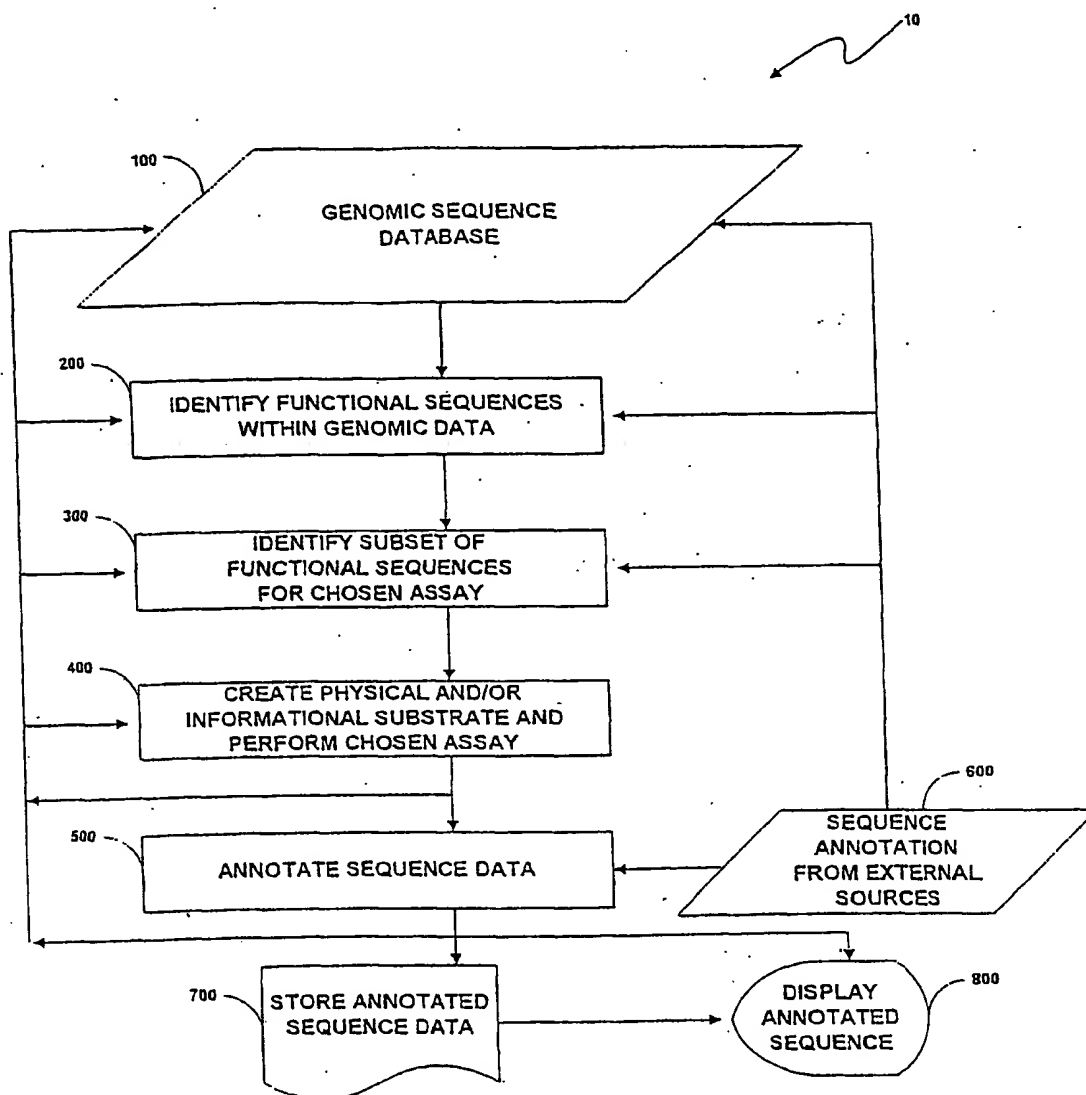 10
100
GENOMIC SEQUENCE
DATABASE
200
IDENTIFY FUNCTIONAL SEQUENCES
WITHIN GENOMIC DATA
300
IDENTIFY SUBSET OF
FUNCTIONAL SEQUENCES
FOR CHOSEN ASSAY
400
CREATE PHYSICAL AND/OR
INFORMATIONAL SUBSTRATE AND
PERFORM CHOSEN ASSAY
500
ANNOTATE SEQUENCE DATA
600
SEQUENCE
ANNOTATION
FROM EXTERNAL
SOURCES
700
STORE ANNOTATED
SEQUENCE DATA
800
DISPLAY
ANNOTATED
SEQUENCE